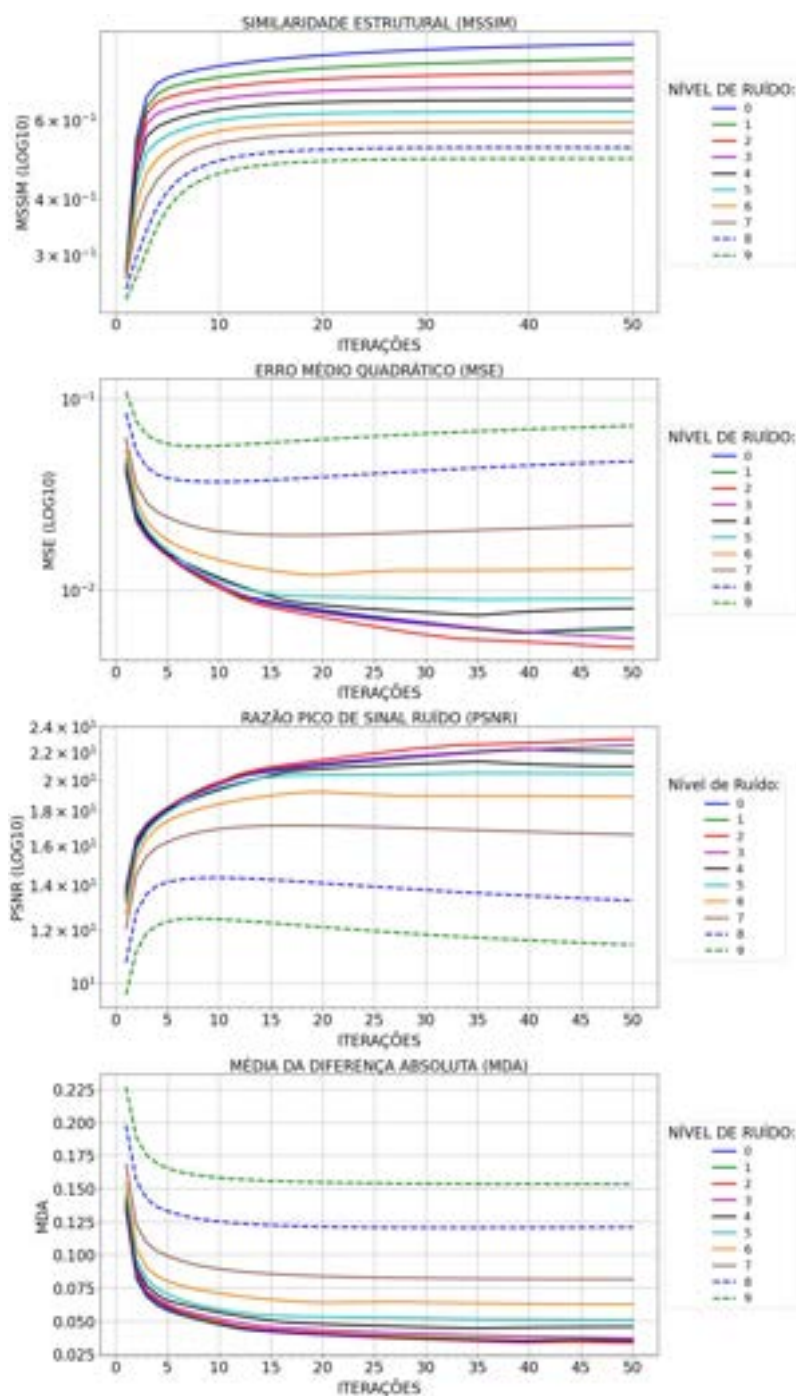 SIMILARIDADE ESTRUTURAL (MSSIM)
MSSIM (LOG10)
6 × 10⁻¹
4 × 10⁻¹
3 × 10⁻¹
0 10 20 30 40 50
ITERAÇÕES
NÍVEL DE RUÍDO:
0
1
2
3
4
5
6
7
8
9
ERRO MÉDIO QUADRÁTICO (MSE)
MSE (LOG10)
10⁻¹
10⁻²
0 5 10 15 20 25 30 35 40 45 50
ITERAÇÕES
NÍVEL DE RUÍDO:
0
1
2
3
4
5
6
7
8
9
RAZÃO PICO DE SINAL RUÍDO (PSNR)
PSNR (LOG10)
2.4 × 10¹
2.2 × 10¹
2 × 10¹
1.8 × 10¹
1.6 × 10¹
1.4 × 10¹
1.2 × 10¹
10¹
0 5 10 15 20 25 30 35 40 45 50
ITERAÇÕES
Nível de Ruído:
0
1
2
3
4
5
6
7
8
9
MÉDIA DA DIFERENÇA ABSOLUTA (MDA)
MDA
0.225
0.200
0.175
0.150
0.125
0.100
0.075
0.050
0.025
0 5 10 15 20 25 30 35 40 45 50
ITERAÇÕES
NÍVEL DE RUÍDO:
0
1
2
3
4
5
6
7
8
9